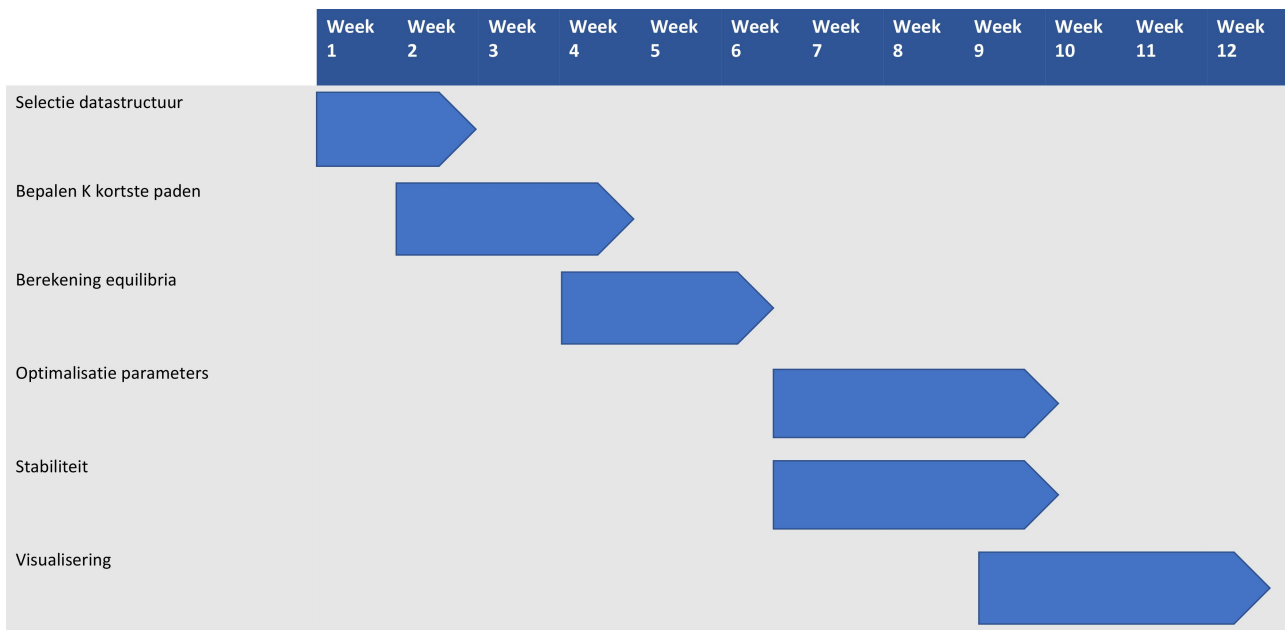 Week Week Week Week Week Week Week Week Week Week Week Week
1 2 3 4 5 6 7 8 9 10 11 12
Selectie datastructuur
Bepalen K kortste paden
Berekening equilibria
Optimalisatie parameters
Stabiliteit
Visualisering